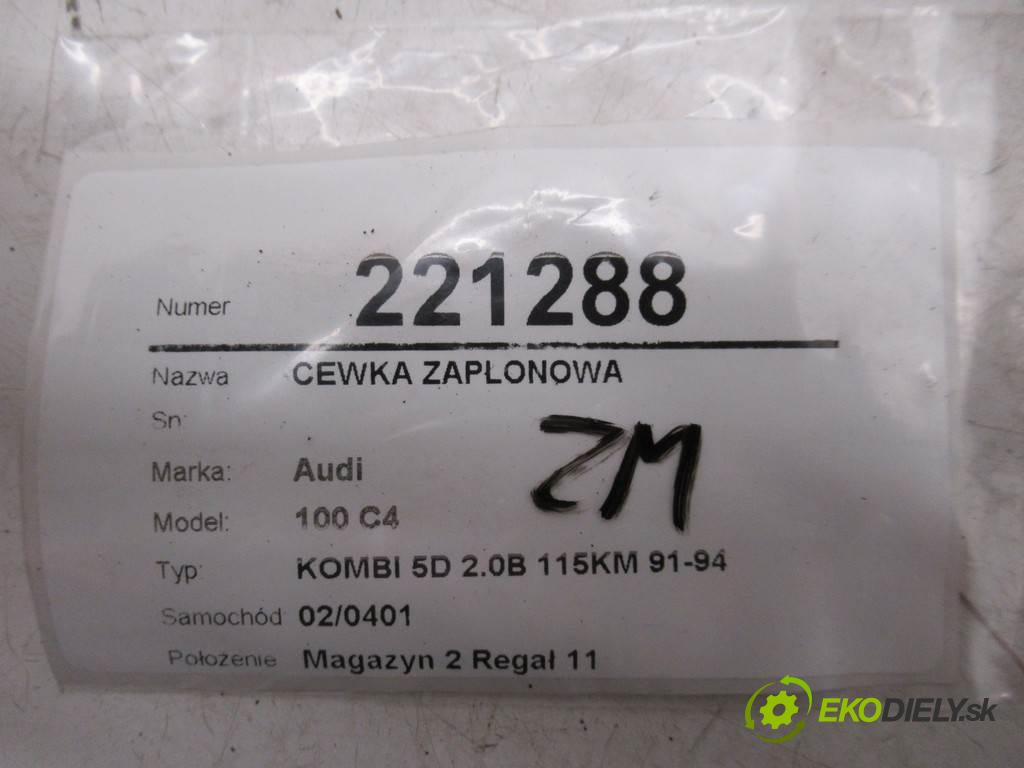 Numer 221288
Nazwa CEWKA ZAPŁONOWA
Sn:
ZM
Marka: Audi
Model: 100 C4
Typ: KOMBI 5D 2.0B 115KM 91-94
Samochód 02/0401
Położenie Magazyn 2 Regał 11
EKODIELY.sk